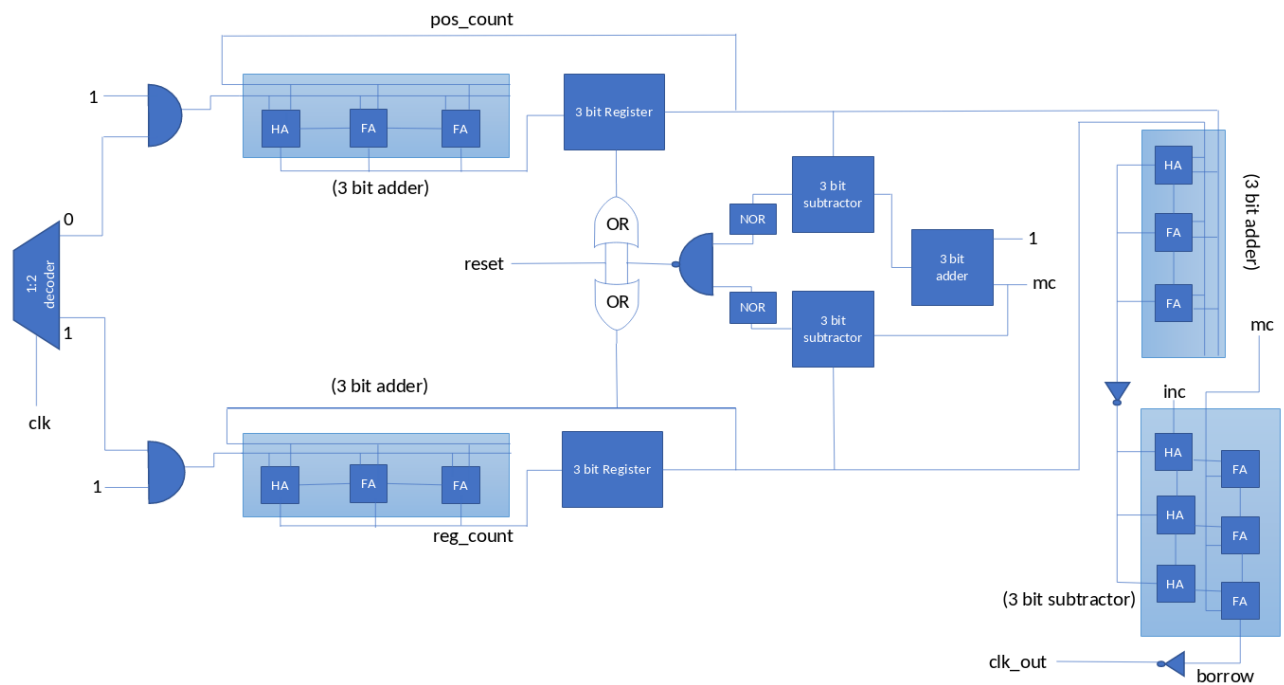 pos_count
1
HA
FA
FA
3 bit Register
(3 bit adder)
0
1:2
decoder
1
clk
reset
OR
OR
NOR
NOR
3 bit
subtractor
3 bit
subtractor
3 bit
adder
1
mc
HA
FA
FA
(3 bit adder)
mc
(3 bit adder)
1
HA
FA
FA
3 bit Register
reg_count
inc
HA
FA
HA
FA
HA
FA
(3 bit subtractor)
clk_out
borrow